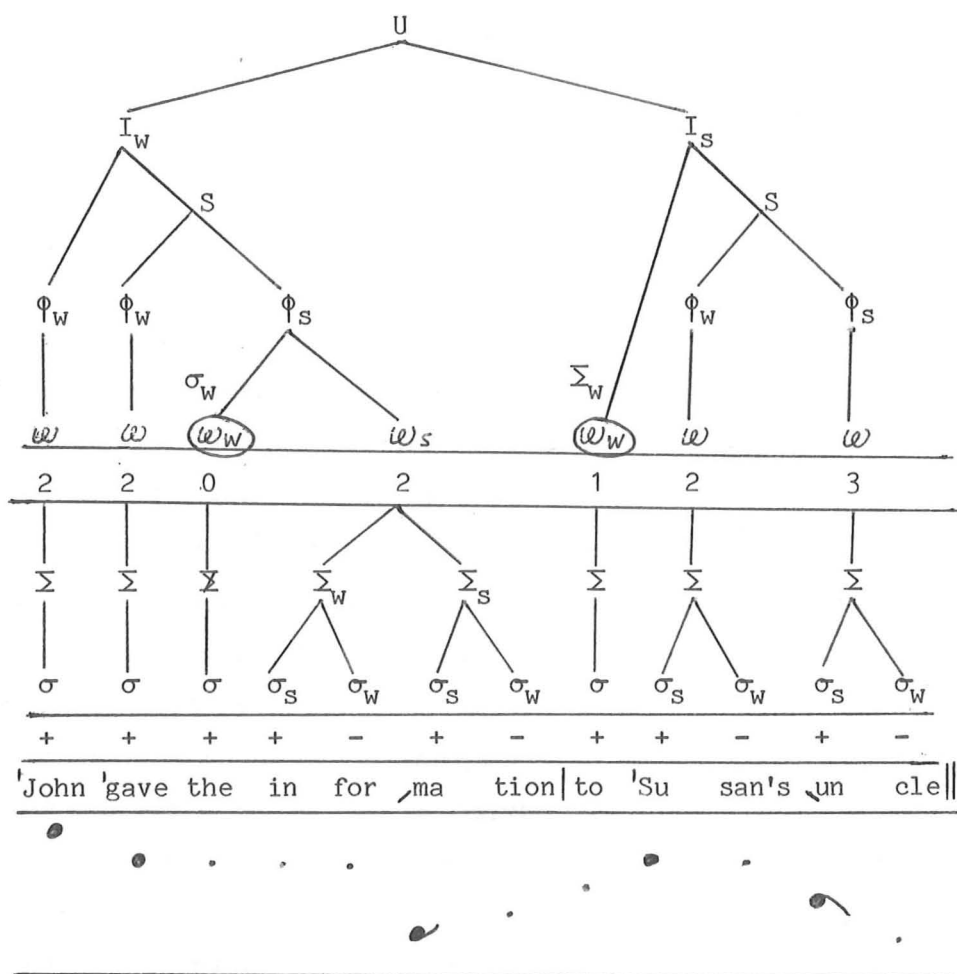 U
I_w I_s
S S
ϕ_w ϕ_w ϕ_s ϕ_w ϕ_s
σ_w Σ_w
ω ω ω_w ω_s ω_w ω ω
2 2 0 2 1 2 3
Σ Σ Σ Σ_w Σ_s Σ Σ Σ
σ σ σ σ_s σ_w σ_s σ_w σ σ_s σ_w σ_s σ_w
+ + + + - + - + + - + -
'John 'gave the in for ˏma tion | to 'Su san's ˎun cle ||